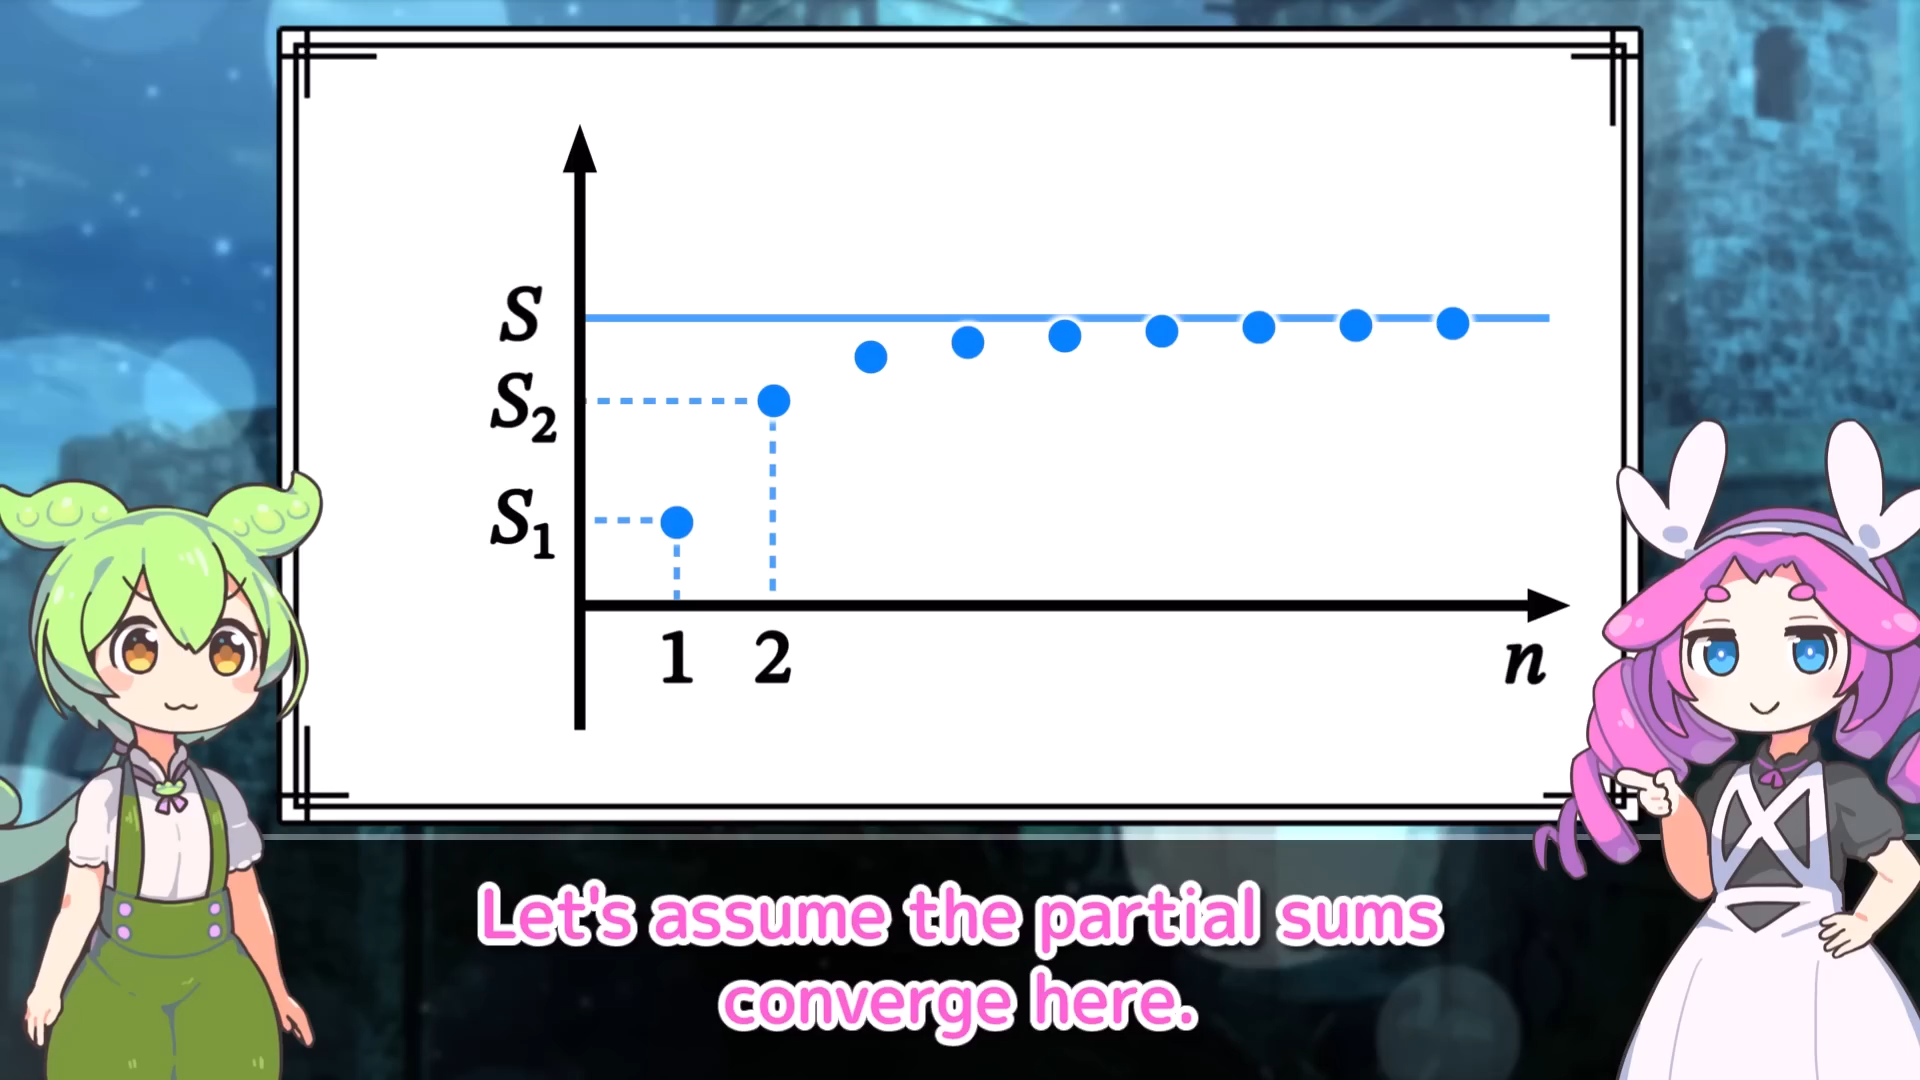 S
S₂
S₁
1 2 n
Let's assume the partial sums
converge here.